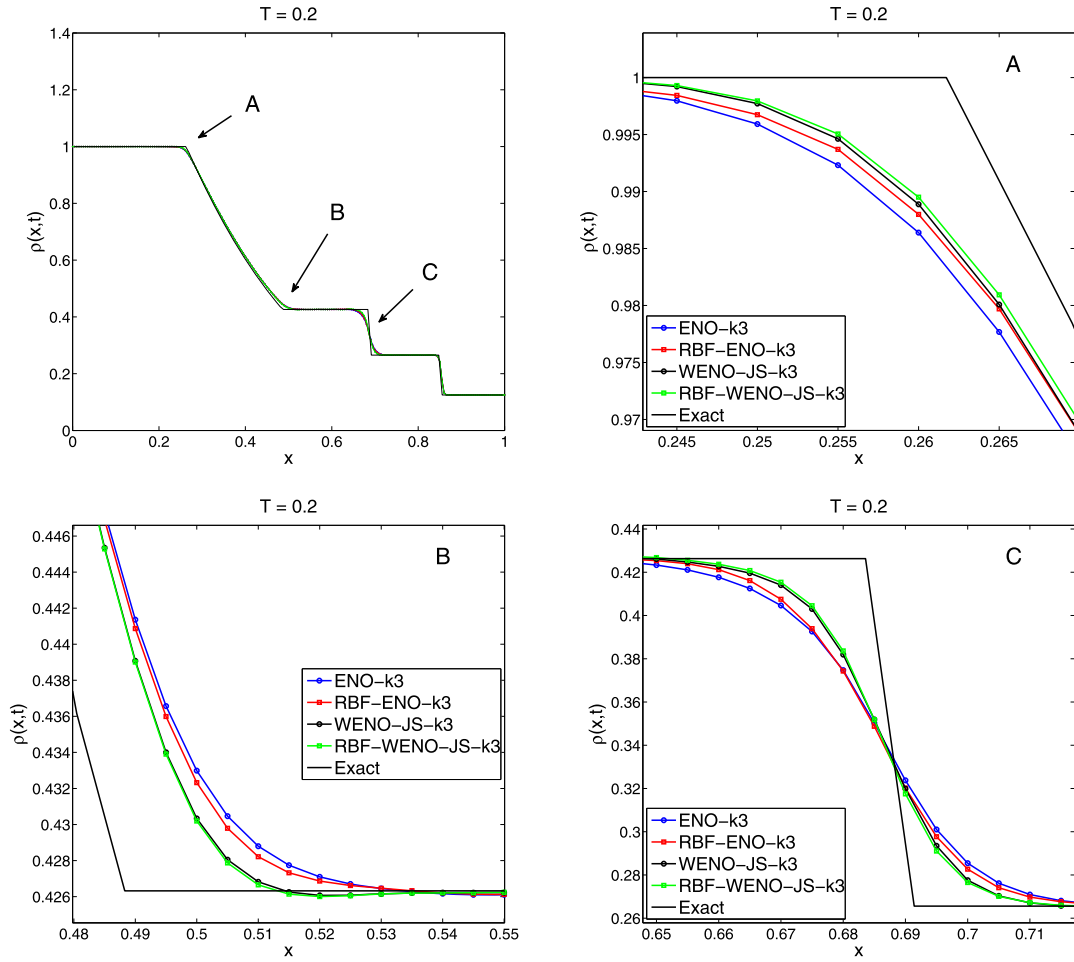 T = 0.2
1.4
1.2
1
0.8
0.6
0.4
0.2
0
ρ(x,t)
A
B
C
0
0.2
0.4
0.6
0.8
1
x
T = 0.2
A
1
0.995
0.99
0.985
0.98
0.975
0.97
ρ(x,t)
ENO−k3
RBF−ENO−k3
WENO−JS−k3
RBF−WENO−JS−k3
Exact
0.245
0.25
0.255
0.26
0.265
x
T = 0.2
B
0.446
0.444
0.442
0.44
0.438
0.436
0.434
0.432
0.43
0.428
0.426
ρ(x,t)
ENO−k3
RBF−ENO−k3
WENO−JS−k3
RBF−WENO−JS−k3
Exact
0.48
0.49
0.5
0.51
0.52
0.53
0.54
0.55
x
T = 0.2
C
0.44
0.42
0.4
0.38
0.36
0.34
0.32
0.3
0.28
0.26
ρ(x,t)
ENO−k3
RBF−ENO−k3
WENO−JS−k3
RBF−WENO−JS−k3
Exact
0.65
0.66
0.67
0.68
0.69
0.7
0.71
x